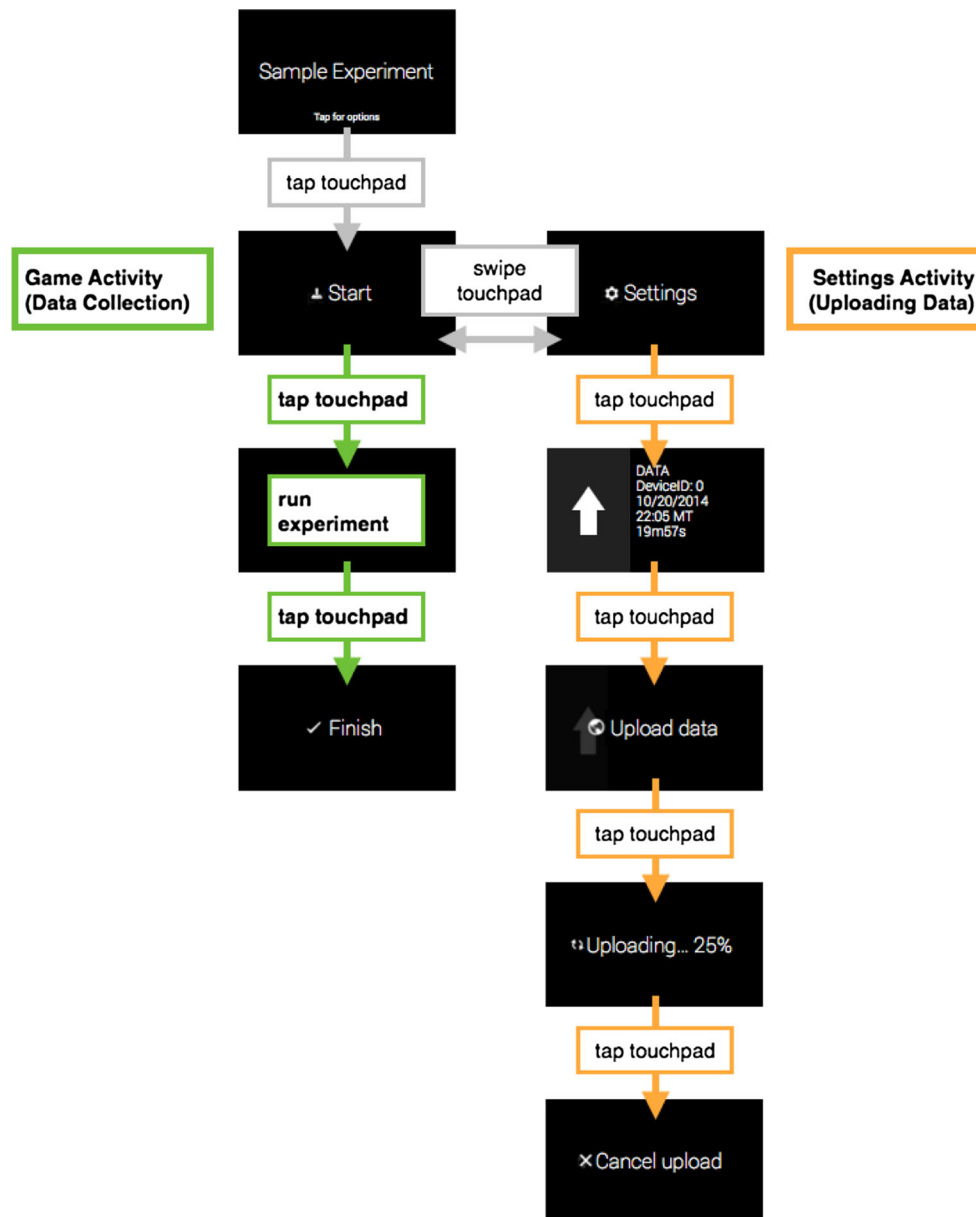 Sample Experiment
Tap for options
tap touchpad
Game Activity
(Data Collection)
Start
swipe
touchpad
Settings
Settings Activity
(Uploading Data)
tap touchpad
tap touchpad
run
experiment
DATA
DeviceID: 0
10/20/2014
22:05 MT
19m57s
tap touchpad
tap touchpad
Finish
Upload data
tap touchpad
Uploading... 25%
tap touchpad
Cancel upload